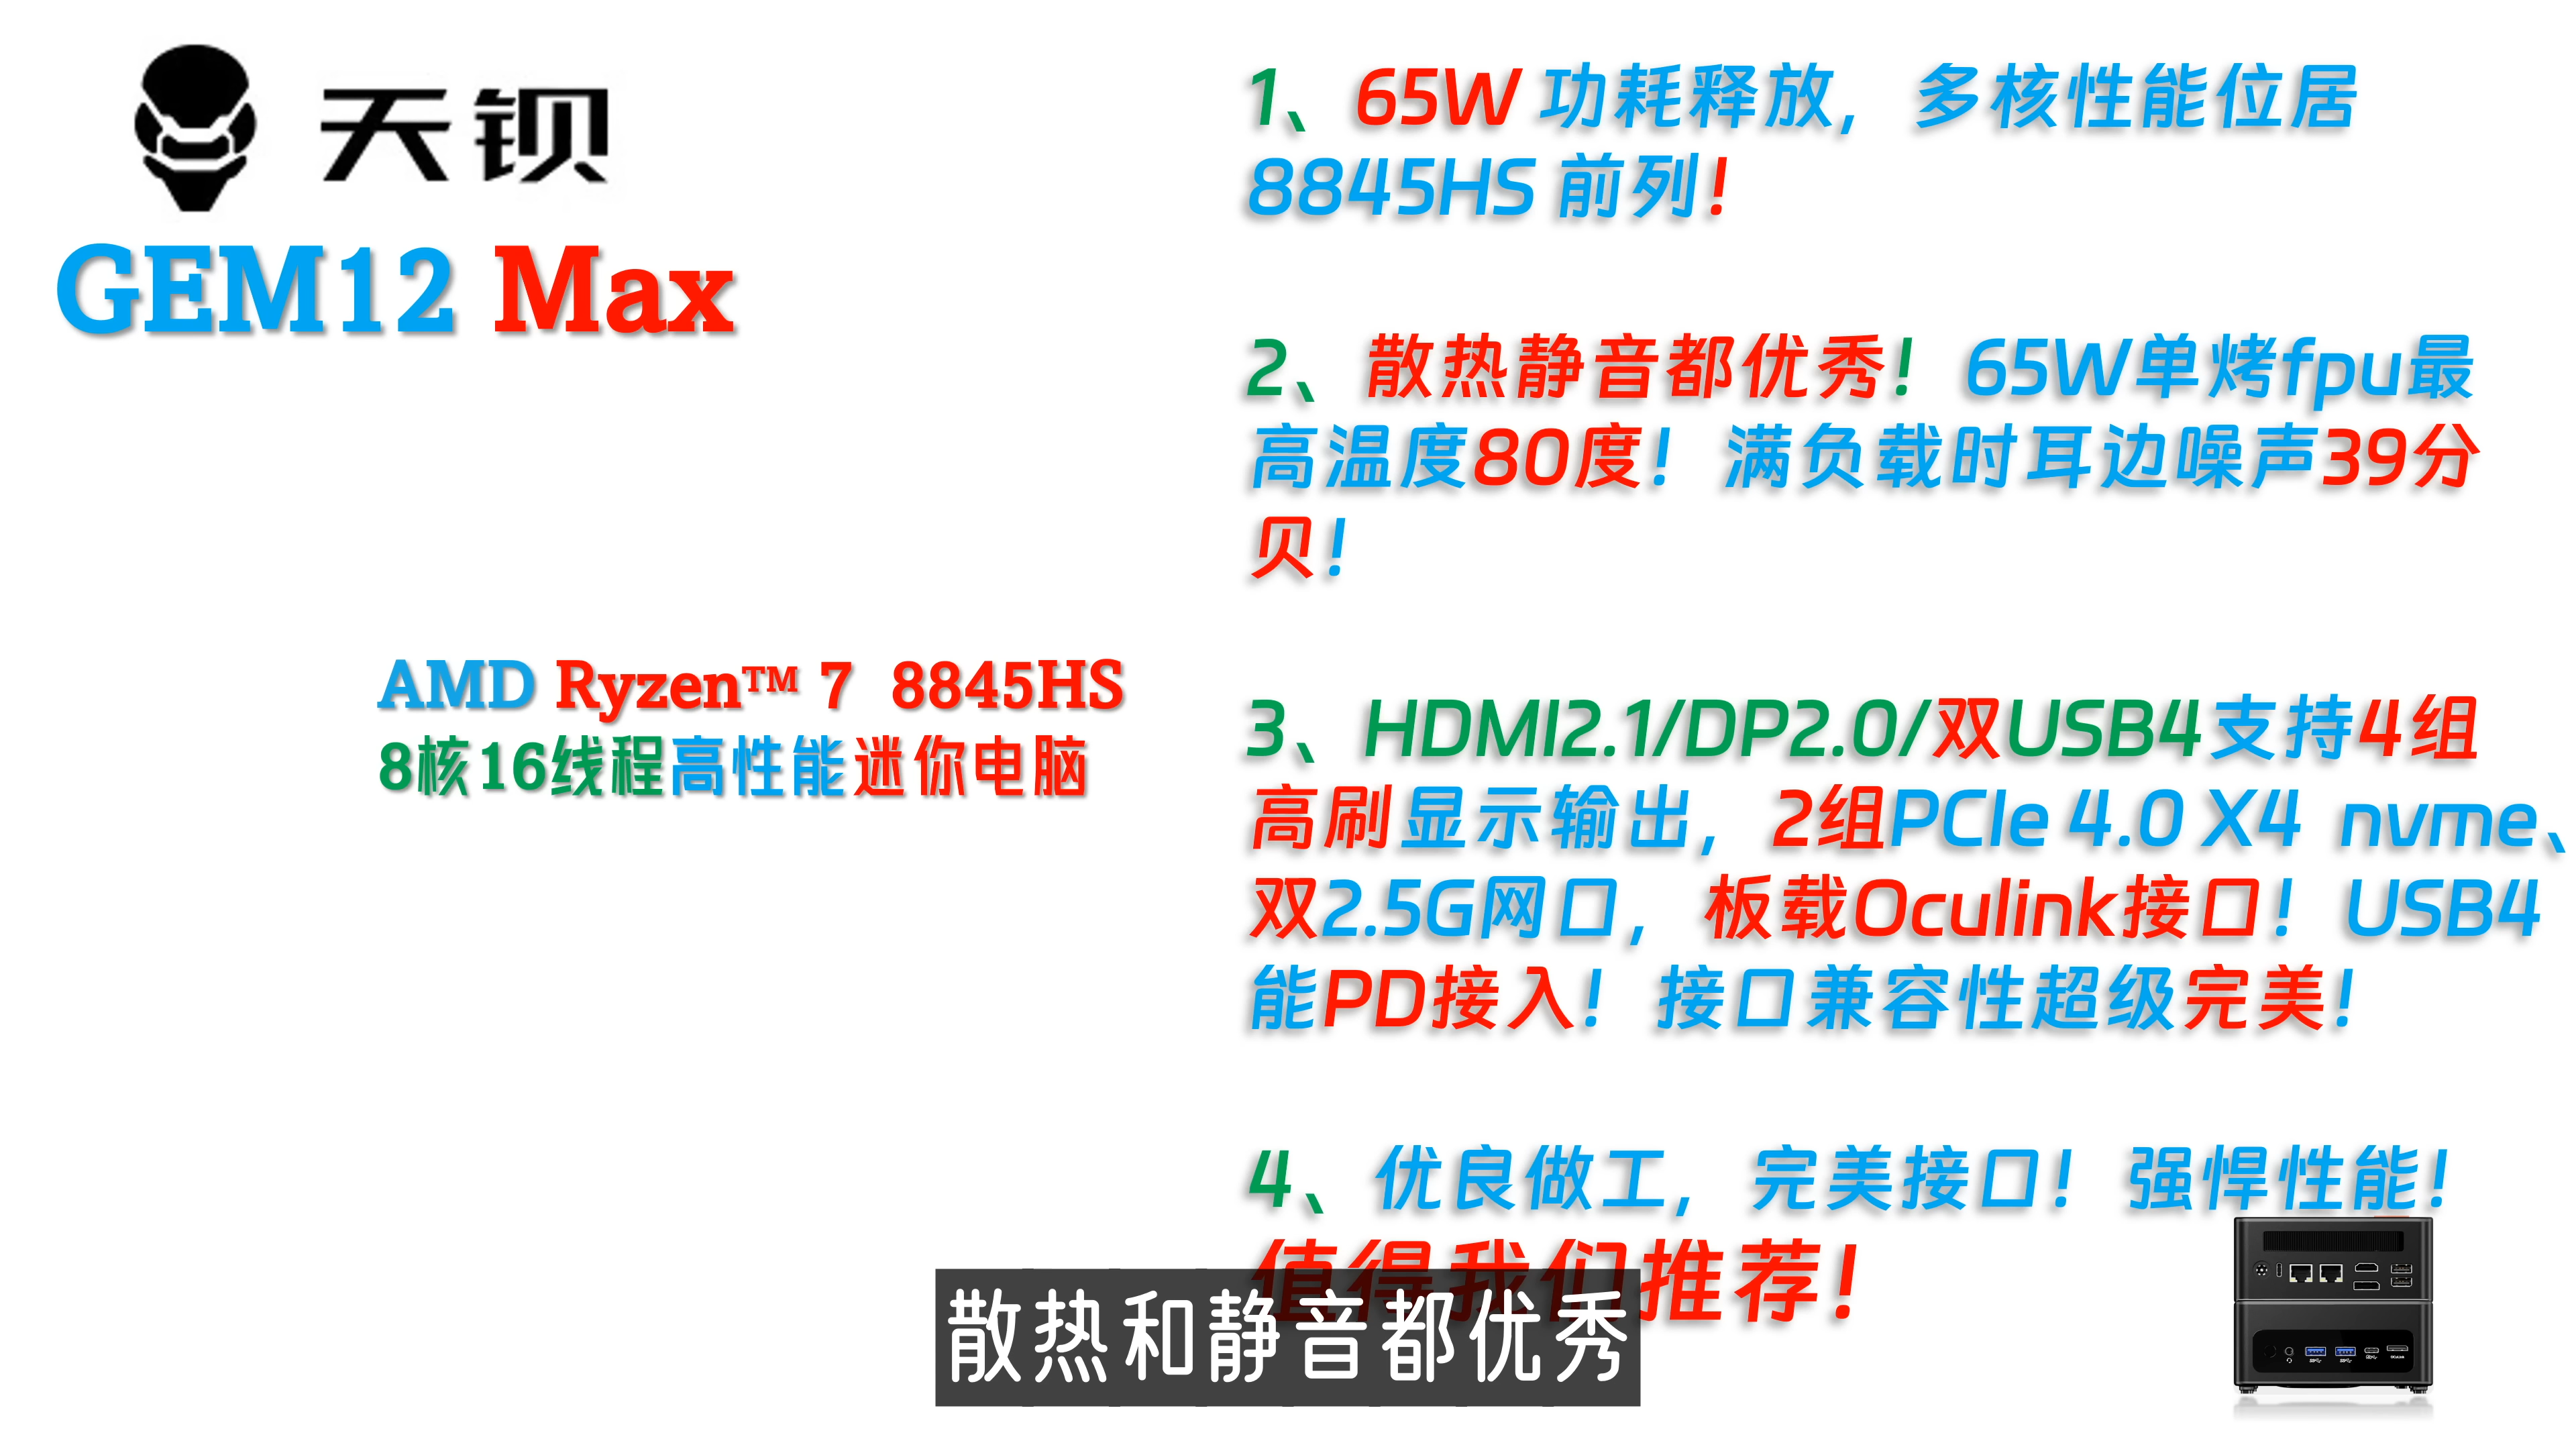 天钡
GEM12 Max
AMD Ryzen™ 7 8845HS
8核16线程高性能迷你电脑
1、65W 功耗释放，多核性能位居
8845HS 前列！
2、散热静音都优秀！65W单烤fpu最
高温度80度！满负载时耳边噪声39分
贝！
3、HDMI2.1/DP2.0/双USB4支持4组
高刷显示输出，2组PCIe 4.0 X4 nvme、
双2.5G网口，板载Oculink接口！USB4
能PD接入！接口兼容性超级完美！
4、优良做工，完美接口！强悍性能！
值得我们推荐！
散热和静音都优秀